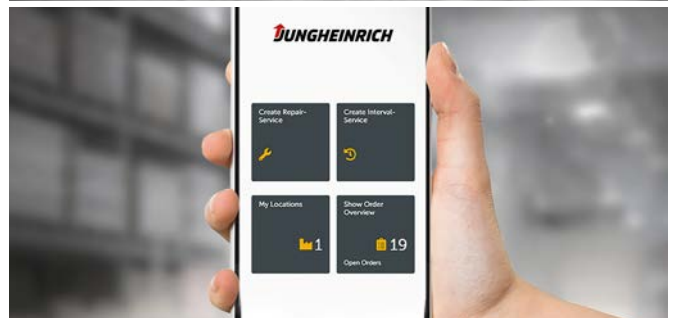 JUNGHEINRICH
Create Repair-
Service
Create Interval-
Service
My Locations
1
Show Order
Overview
19
Open Orders